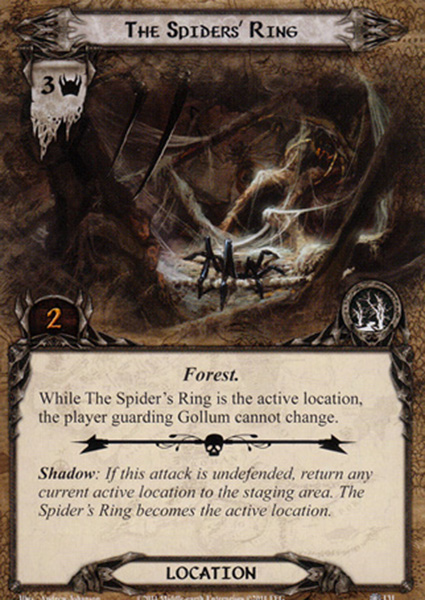 THE SPIDERS' RING
3
2
Forest.
While The Spider's Ring is the active location,
the player guarding Gollum cannot change.
Shadow: If this attack is undefended, return any
current active location to the staging area. The
Spider's Ring becomes the active location.
LOCATION